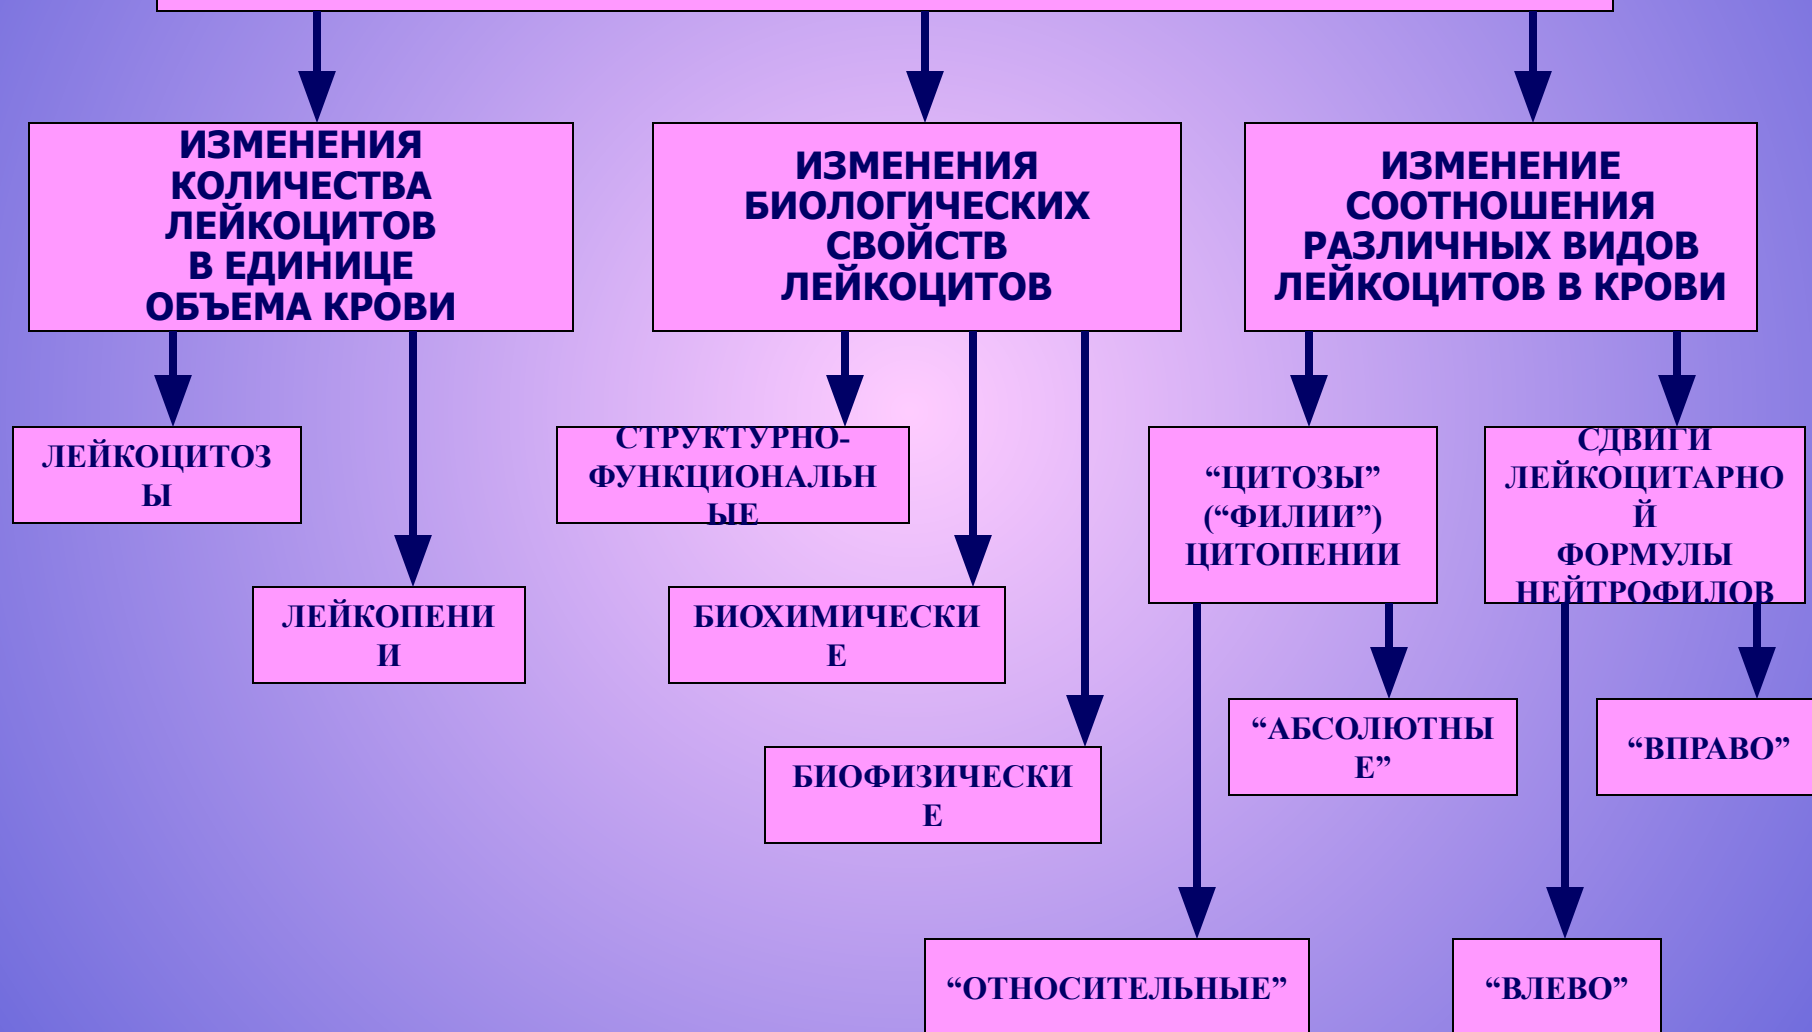 ИЗМЕНЕНИЯ
КОЛИЧЕСТВА
ЛЕЙКОЦИТОВ
В ЕДИНИЦЕ
ОБЪЕМА КРОВИ
ИЗМЕНЕНИЯ
БИОЛОГИЧЕСКИХ
СВОЙСТВ
ЛЕЙКОЦИТОВ
ИЗМЕНЕНИЕ
СООТНОШЕНИЯ
РАЗЛИЧНЫХ ВИДОВ
ЛЕЙКОЦИТОВ В КРОВИ
ЛЕЙКОЦИТОЗ
Ы
СТРУКТУРНО-
ФУНКЦИОНАЛЬН
ЫЕ
“ЦИТОЗЫ”
(“ФИЛИИ”)
ЦИТОПЕНИИ
СДВИГИ
ЛЕЙКОЦИТАРНО
Й
ФОРМУЛЫ
НЕЙТРОФИЛОВ
ЛЕЙКОПЕНИ
И
БИОХИМИЧЕСКИ
Е
“АБСОЛЮТНЫ
Е”
“ВПРАВО”
БИОФИЗИЧЕСКИ
Е
“ОТНОСИТЕЛЬНЫЕ”
“ВЛЕВО”